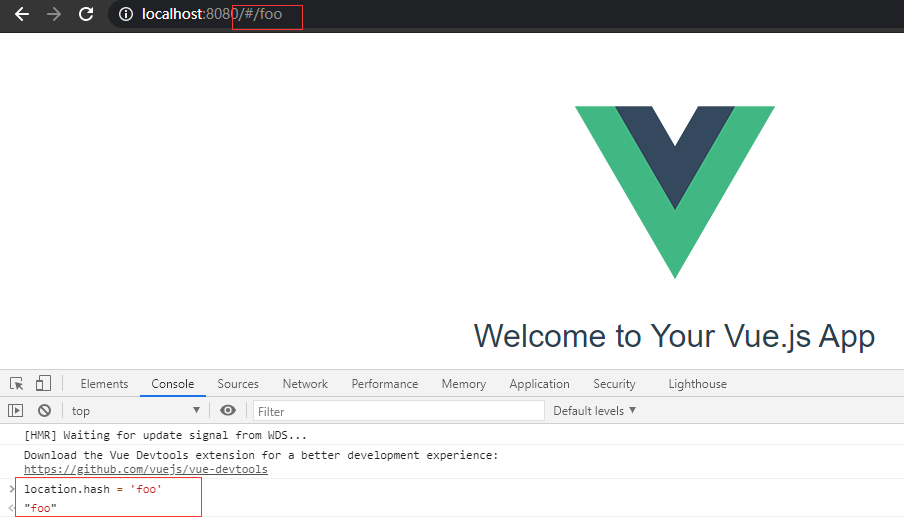 localhost:8080/#/foo
Welcome to Your Vue.js App
Elements Console Sources Network Performance Memory Application Security Lighthouse
top Filter Default levels
[HMR] Waiting for update signal from WDS...
Download the Vue Devtools extension for a better development experience:
https://github.com/vuejs/vue-devtools
location.hash = 'foo'
"foo"